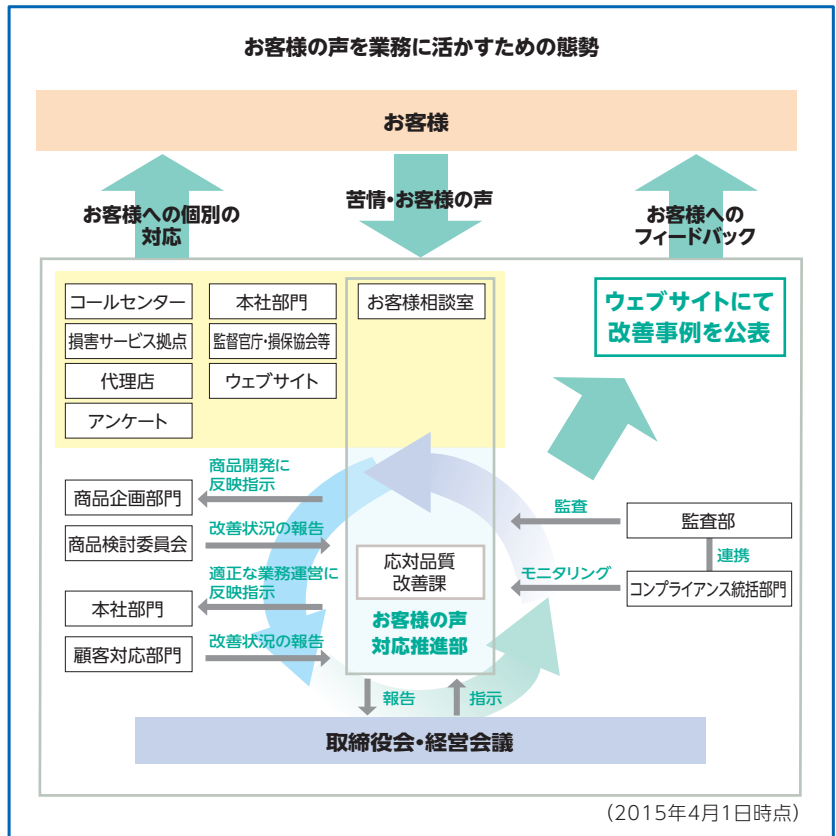 お客様の声を業務に活かすための態勢
お客様
お客様への個別の
対応
苦情・お客様の声
お客様への
フィードバック
コールセンター
本社部門
お客様相談室
損害サービス拠点
監督官庁・損保協会等
代理店
ウェブサイト
アンケート
ウェブサイトにて
改善事例を公表
商品開発に
反映指示
商品企画部門
改善状況の報告
商品検討委員会
適正な業務運営に
反映指示
本社部門
改善状況の報告
顧客対応部門
応対品質
改善課
お客様の声
対応推進部
監査
監査部
連携
モニタリング
コンプライアンス統括部門
報告
指示
取締役会・経営会議
（2015年4月1日時点）